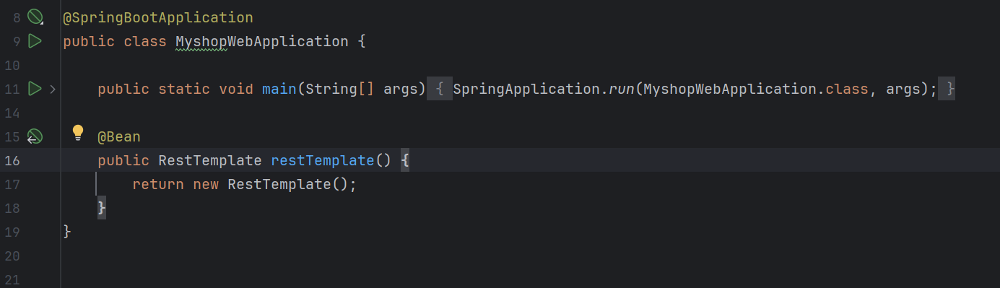 8 @SpringBootApplication
9 public class MyshopWebApplication {
10
11 public static void main(String[] args) { SpringApplication.run(MyshopWebApplication.class, args); }
14
15 @Bean
16 public RestTemplate restTemplate() {
17 return new RestTemplate();
18 }
19 }
20
21